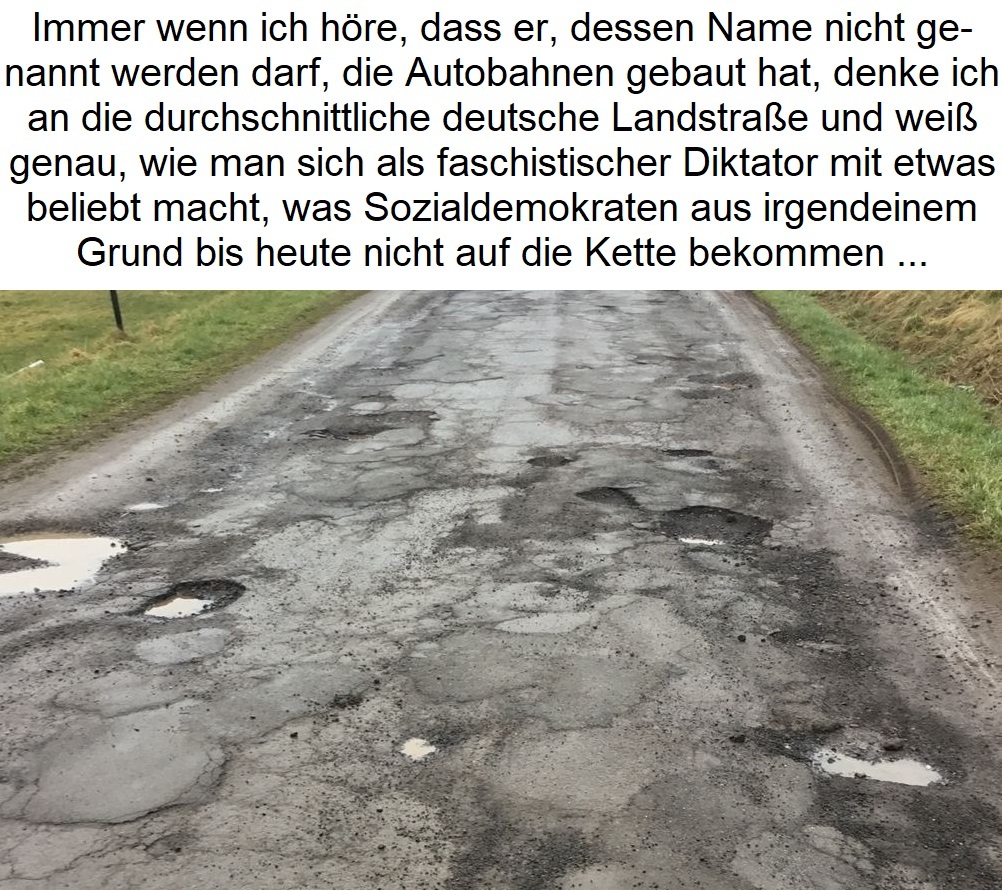 Immer wenn ich höre, dass er, dessen Name nicht ge-
nannt werden darf, die Autobahnen gebaut hat, denke ich
an die durchschnittliche deutsche Landstraße und weiß
genau, wie man sich als faschistischer Diktator mit etwas
beliebt macht, was Sozialdemokraten aus irgendeinem
Grund bis heute nicht auf die Kette bekommen ...